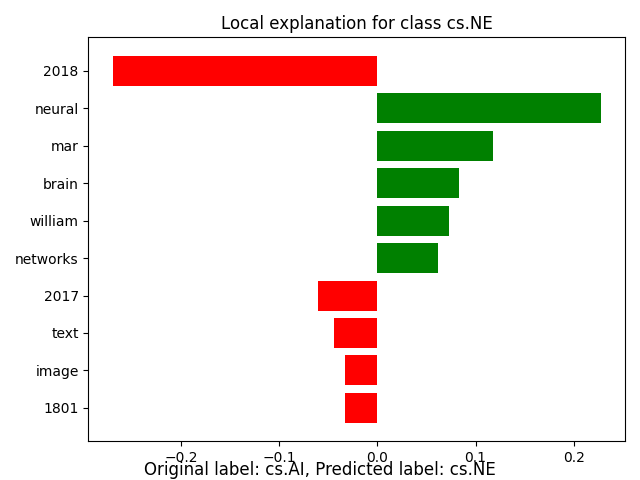 Local explanation for class cs.NE
2018
neural
mar
brain
william
networks
2017
text
image
1801
−0.2 −0.1 0.0 0.1 0.2
Original label: cs.AI, Predicted label: cs.NE